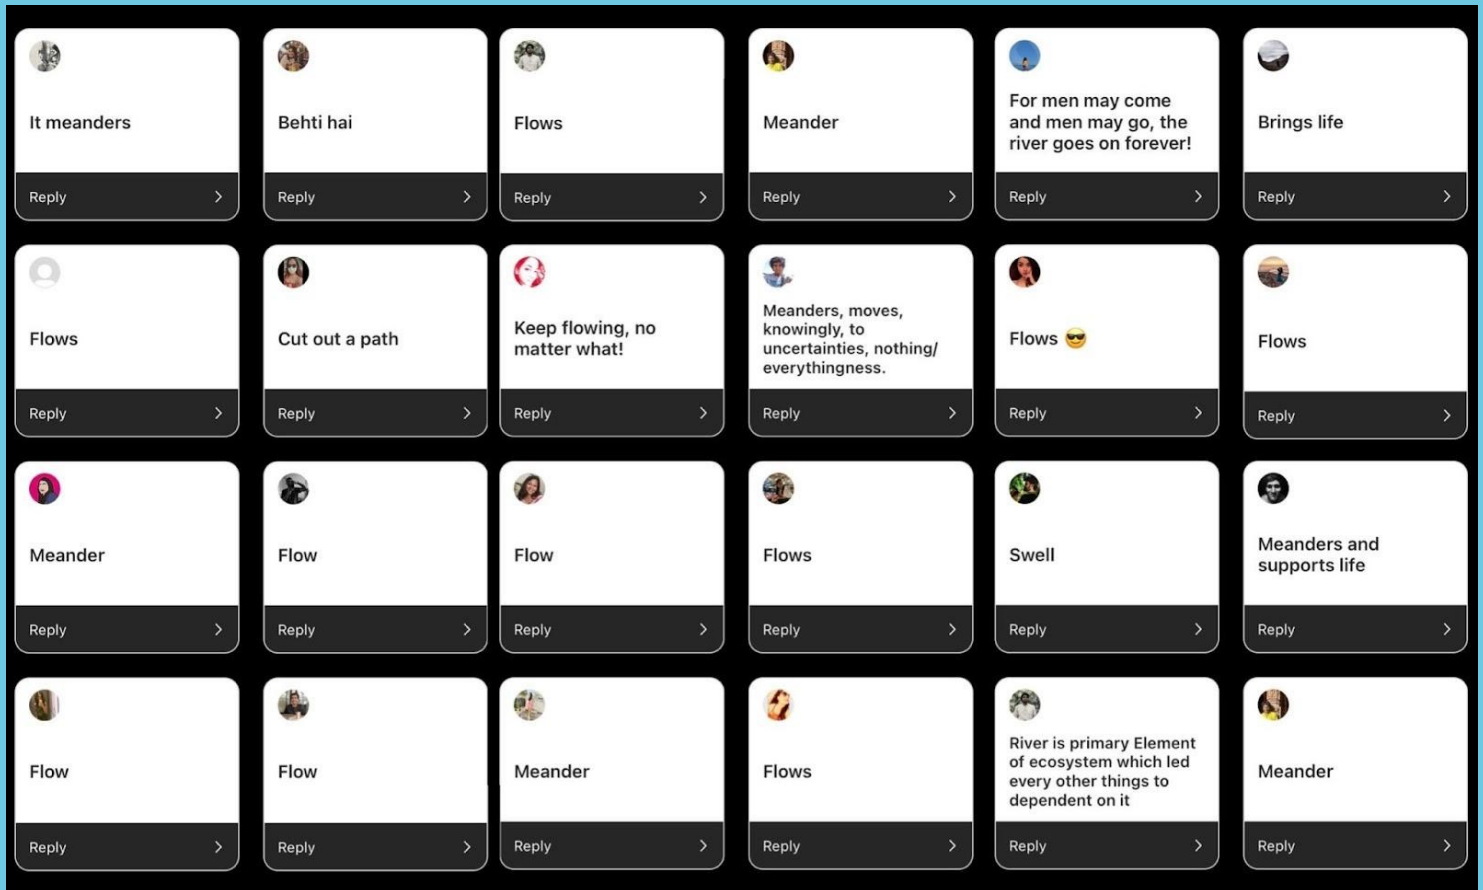 It meanders
Reply
Behti hai
Reply
Flows
Reply
Meander
Reply
For men may come
and men may go, the
river goes on forever!
Reply
Brings life
Reply
Flows
Reply
Cut out a path
Reply
Keep flowing, no
matter what!
Reply
Meanders, moves,
knowingly, to
uncertainties, nothing/
everythingness.
Reply
Flows 😎
Reply
Flows
Reply
Meander
Reply
Flow
Reply
Flow
Reply
Flows
Reply
Swell
Reply
Meanders and
supports life
Reply
Flow
Reply
Flow
Reply
Meander
Reply
Flows
Reply
River is primary Element
of ecosystem which led
every other things to
dependent on it
Reply
Meander
Reply